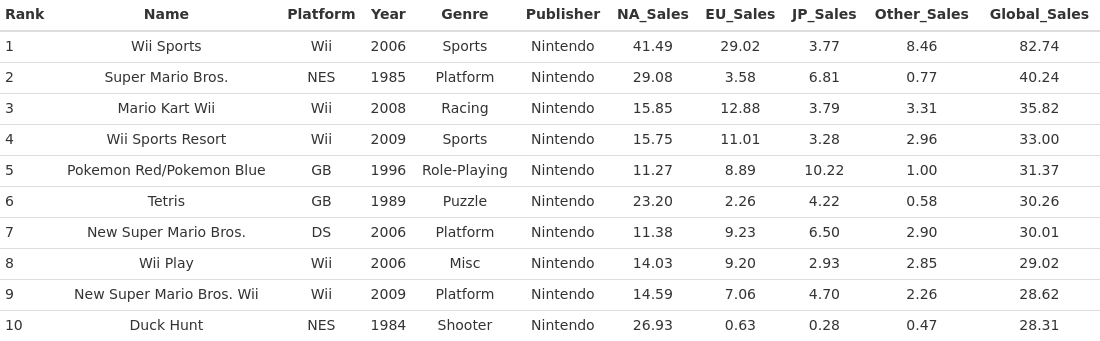 Rank Name Platform Year Genre Publisher NA_Sales EU_Sales JP_Sales Other_Sales Global_Sales
1 Wii Sports Wii 2006 Sports Nintendo 41.49 29.02 3.77 8.46 82.74
2 Super Mario Bros. NES 1985 Platform Nintendo 29.08 3.58 6.81 0.77 40.24
3 Mario Kart Wii Wii 2008 Racing Nintendo 15.85 12.88 3.79 3.31 35.82
4 Wii Sports Resort Wii 2009 Sports Nintendo 15.75 11.01 3.28 2.96 33.00
5 Pokemon Red/Pokemon Blue GB 1996 Role-Playing Nintendo 11.27 8.89 10.22 1.00 31.37
6 Tetris GB 1989 Puzzle Nintendo 23.20 2.26 4.22 0.58 30.26
7 New Super Mario Bros. DS 2006 Platform Nintendo 11.38 9.23 6.50 2.90 30.01
8 Wii Play Wii 2006 Misc Nintendo 14.03 9.20 2.93 2.85 29.02
9 New Super Mario Bros. Wii Wii 2009 Platform Nintendo 14.59 7.06 4.70 2.26 28.62
10 Duck Hunt NES 1984 Shooter Nintendo 26.93 0.63 0.28 0.47 28.31